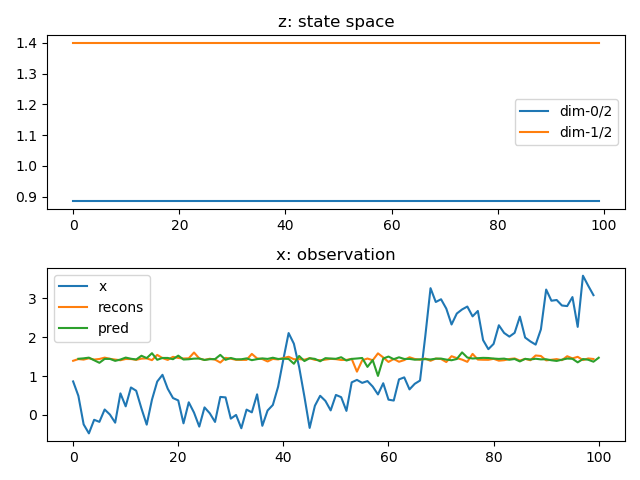 z: state space
1.4
1.3
1.2
1.1
1.0
0.9
dim-0/2
dim-1/2
0 20 40 60 80 100
x: observation
3
2
1
0
x
recons
pred
0 20 40 60 80 100